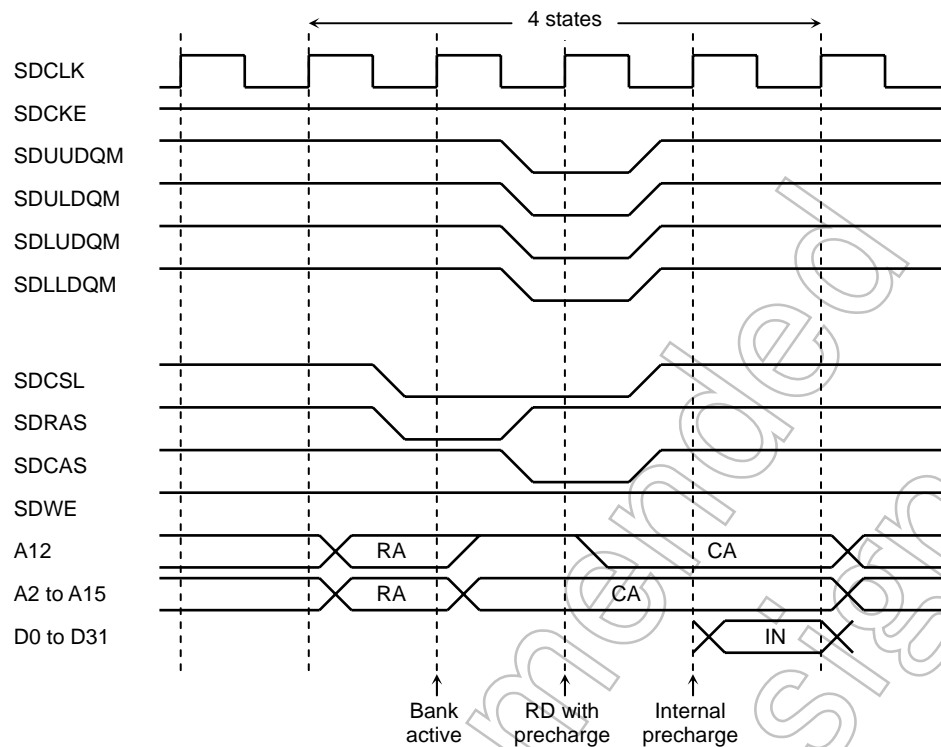 4 states
SDCLK
SDCKE
SDUUDQM
SDULDQM
SDLUDQM
SDLLDQM
SDCSL
SDRAS
SDCAS
SDWE
A12 RA CA
A2 to A15 RA CA
D0 to D31 IN
Bank RD with Internal
active precharge precharge